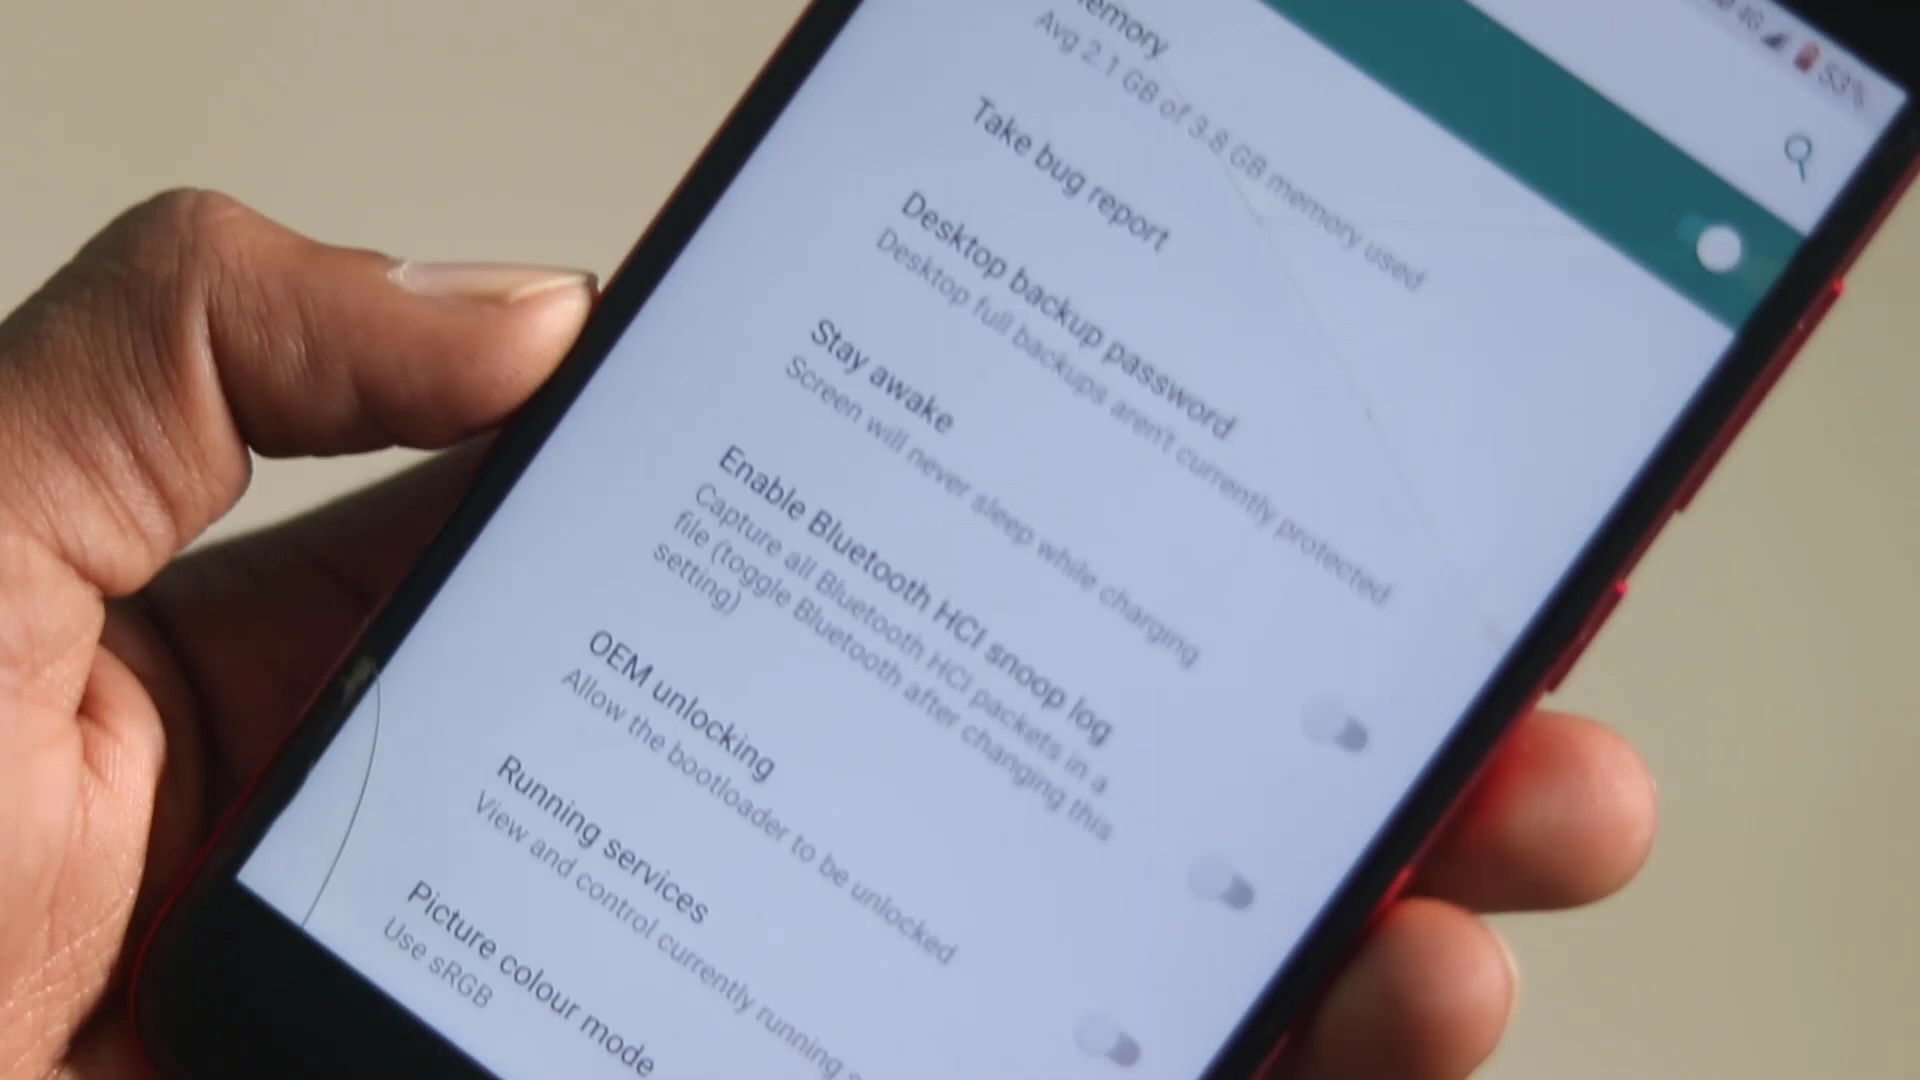 4G 53%
emory
Avg 2.1 GB of 3.8 GB memory used
Take bug report
Desktop backup password
Desktop full backups aren't currently protected
Stay awake
Screen will never sleep while charging
Enable Bluetooth HCI snoop log
Capture all Bluetooth HCI packets in a
file (toggle Bluetooth after changing this
setting)
OEM unlocking
Allow the bootloader to be unlocked
Running services
View and control currently running
Picture colour mode
Use sRGB